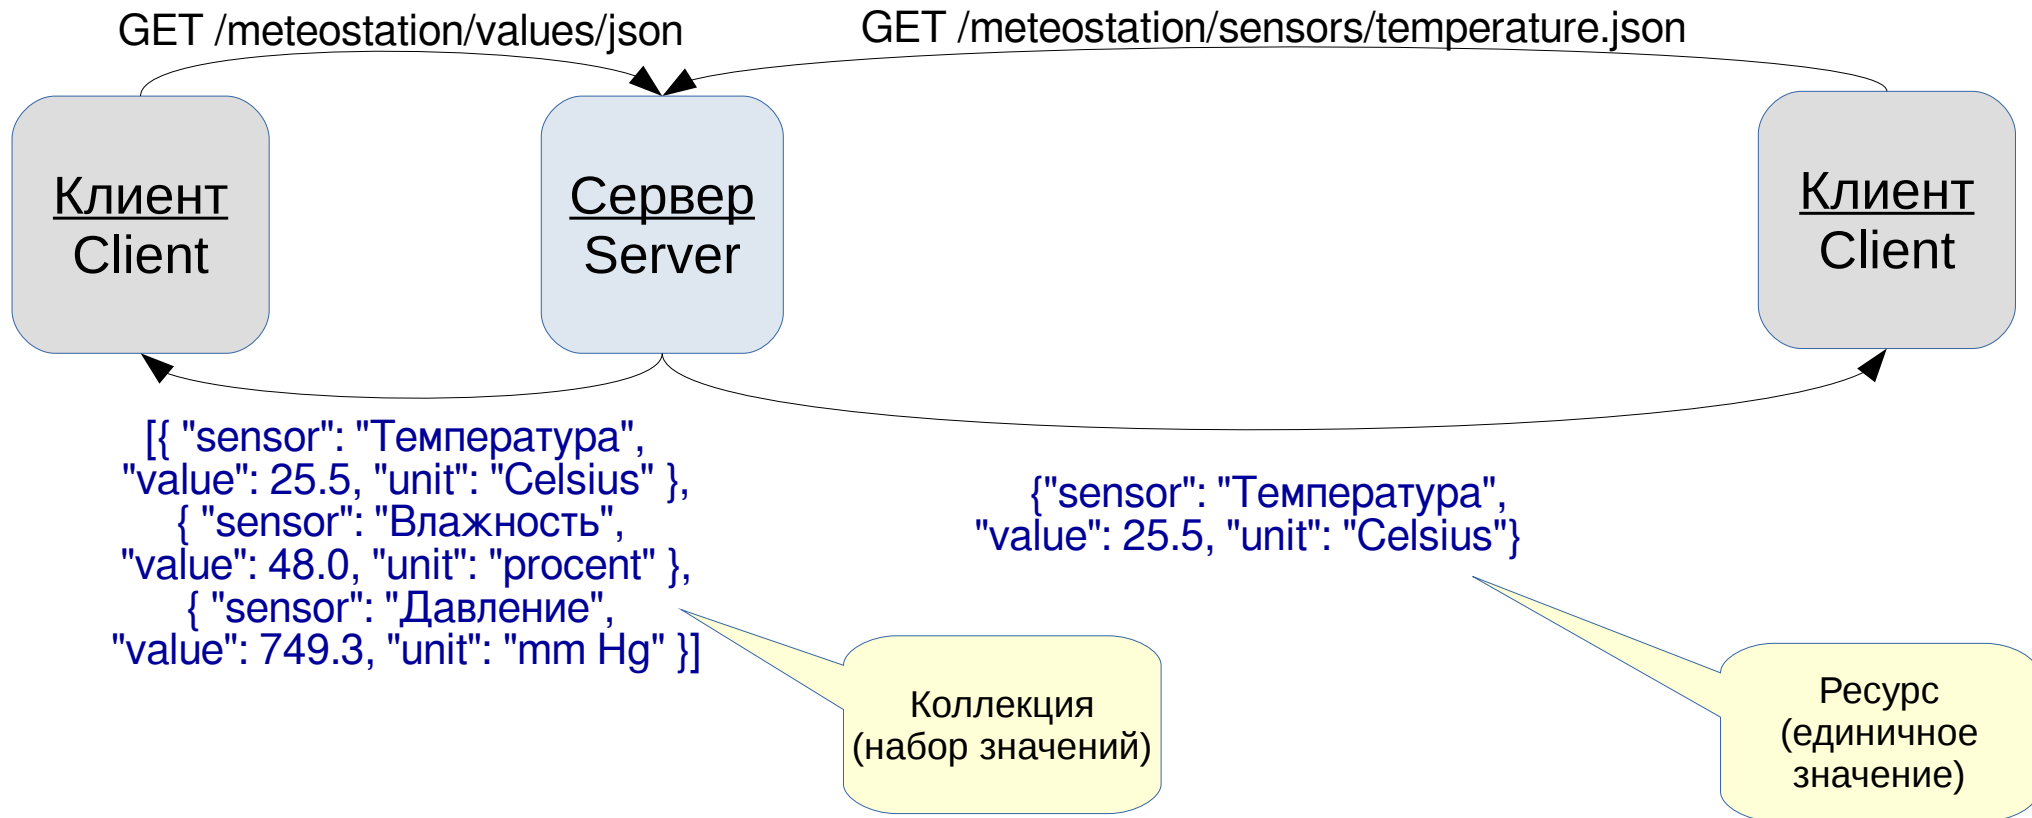 GET /meteostation/values/json
GET /meteostation/sensors/temperature.json
Клиент
Client
Сервер
Server
Клиент
Client
[{ "sensor": "Температура",
"value": 25.5, "unit": "Celsius" },
{ "sensor": "Влажность",
"value": 48.0, "unit": "procent" },
{ "sensor": "Давление",
"value": 749.3, "unit": "mm Hg" }]
{"sensor": "Температура",
"value": 25.5, "unit": "Celsius"}
Коллекция
(набор значений)
Ресурс
(единичное
значение)